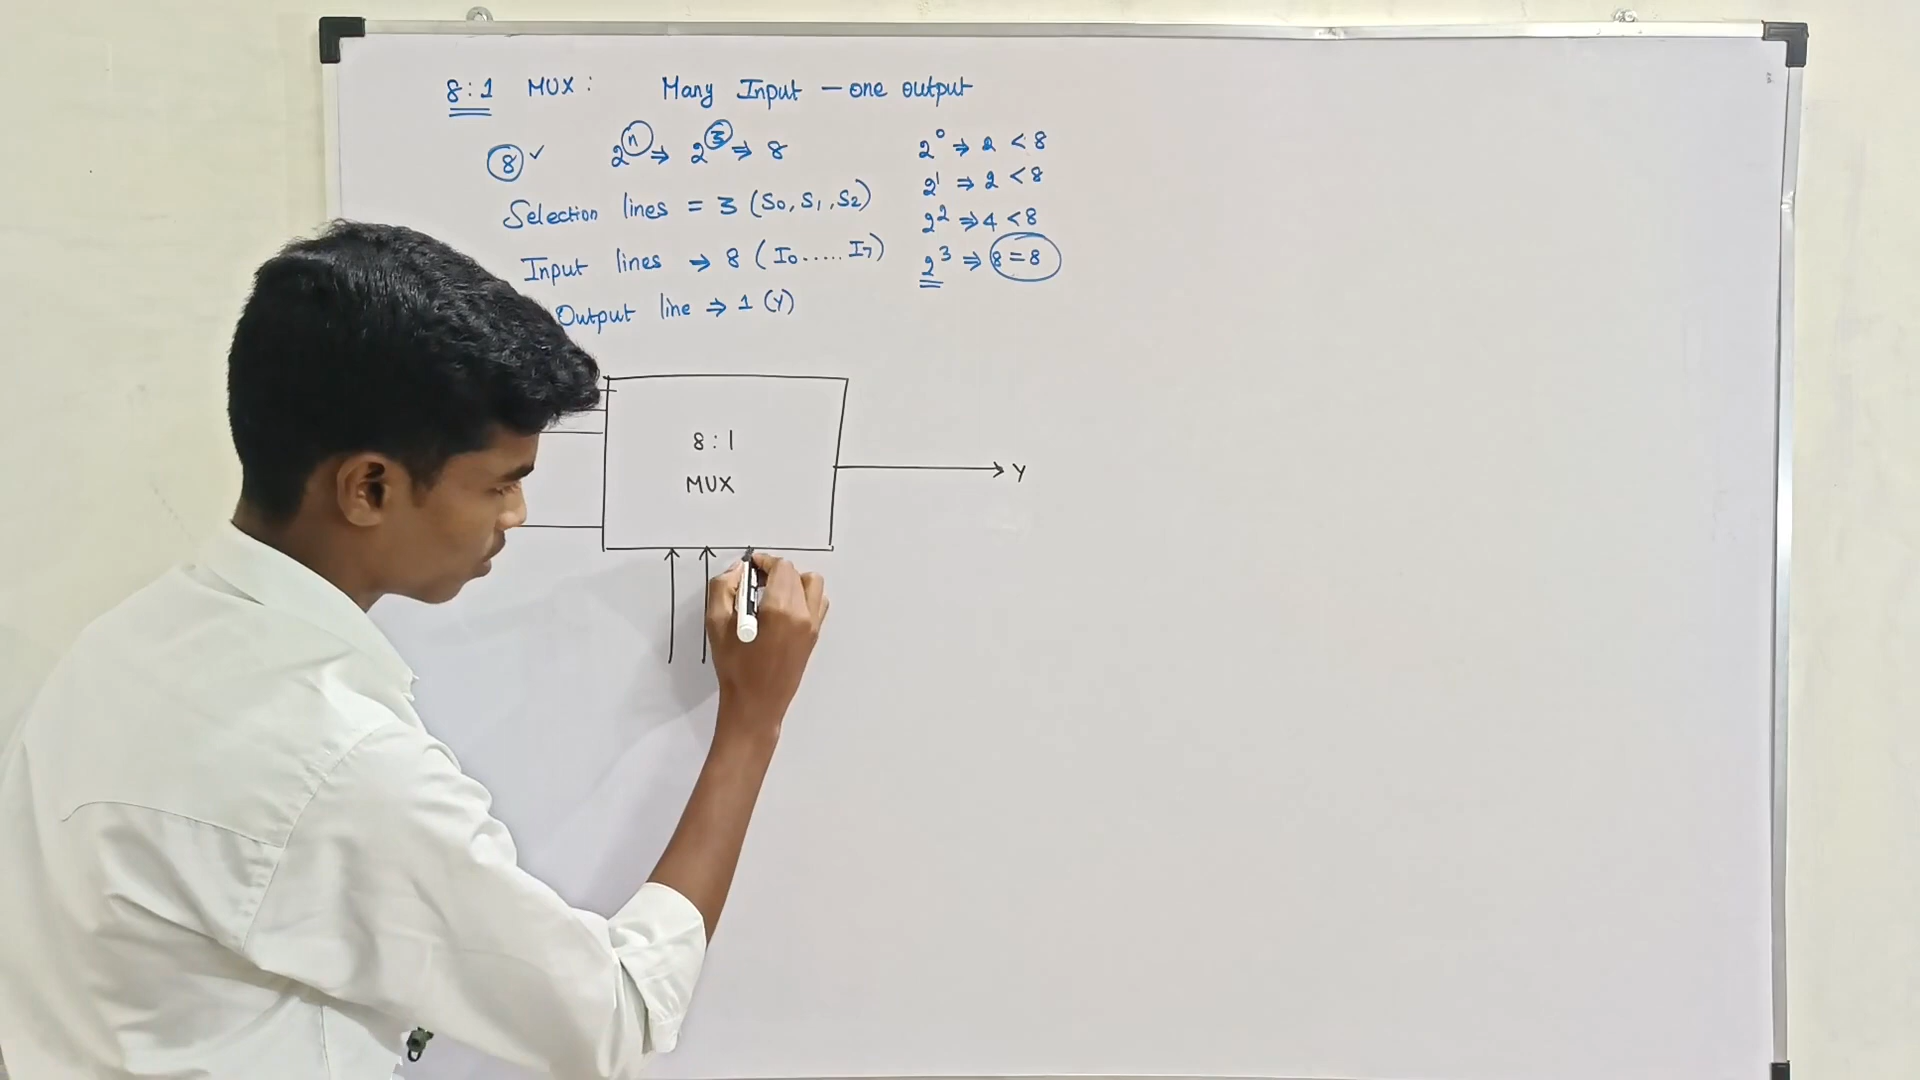 8:1 MUX: Many Input – one output
8 ✓ 2ⁿ ⇒ 2³ ⇒ 8
Selection lines = 3 (S0, S1, S2)
Input lines → 8 (I0.....I7)
Output line ⇒ 1 (Y)
2⁰ ⇒ 2 < 8
2¹ ⇒ 2 < 8
2² ⇒ 4 < 8
2³ ⇒ 8 = 8
8:1
MUX
Y